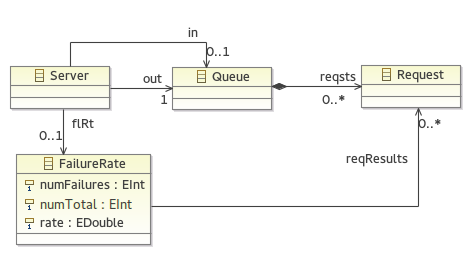 in
0..1
Server
out
1
Queue
reqsts
0..*
Request
flRt
0..1
0..*
FailureRate
reqResults
numFailures : EInt
numTotal : EInt
rate : EDouble